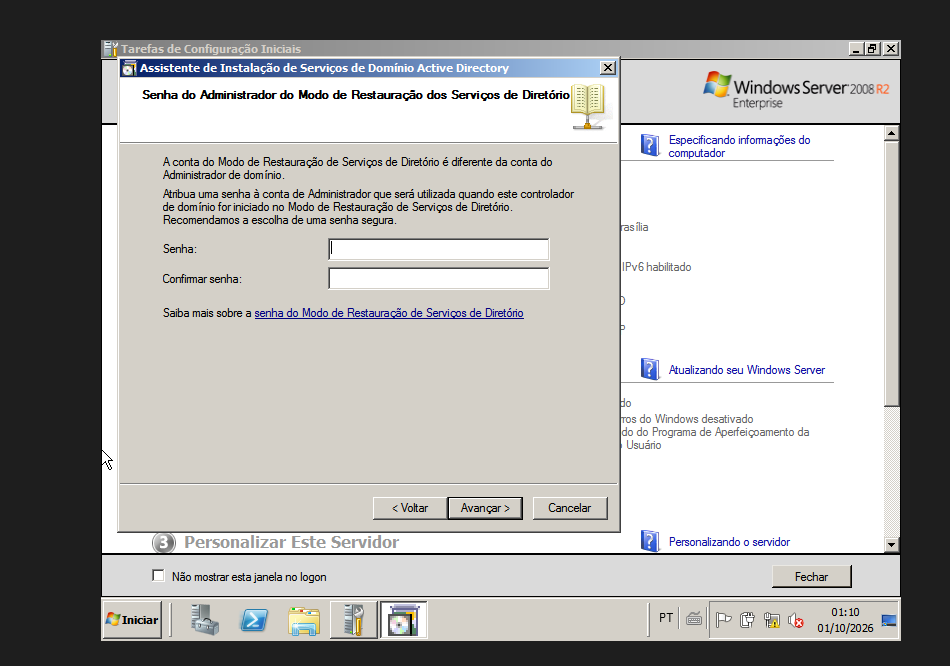 Tarefas de Configuração Iniciais
Assistente de Instalação de Serviços de Domínio Active Directory
Senha do Administrador do Modo de Restauração dos Serviços de Diretório
Windows Server 2008 R2
Enterprise
A conta do Modo de Restauração de Serviços de Diretório é diferente da conta do
Administrador de domínio.
Atribua uma senha à conta de Administrador que será utilizada quando este controlador
de domínio for iniciado no Modo de Restauração de Serviços de Diretório.
Recomendamos a escolha de uma senha segura.
Senha:
Confirmar senha:
Saiba mais sobre a senha do Modo de Restauração de Serviços de Diretório
< Voltar
Avançar >
Cancelar
Especificando informações do
computador
rasília
IPv6 habilitado
Atualizando seu Windows Server
do
rros do Windows desativado
do do Programa de Aperfeiçoamento da
Usuário
3 Personalizar Este Servidor
Personalizando o servidor
Não mostrar esta janela no logon
Fechar
Iniciar
PT
01:10
01/10/2026